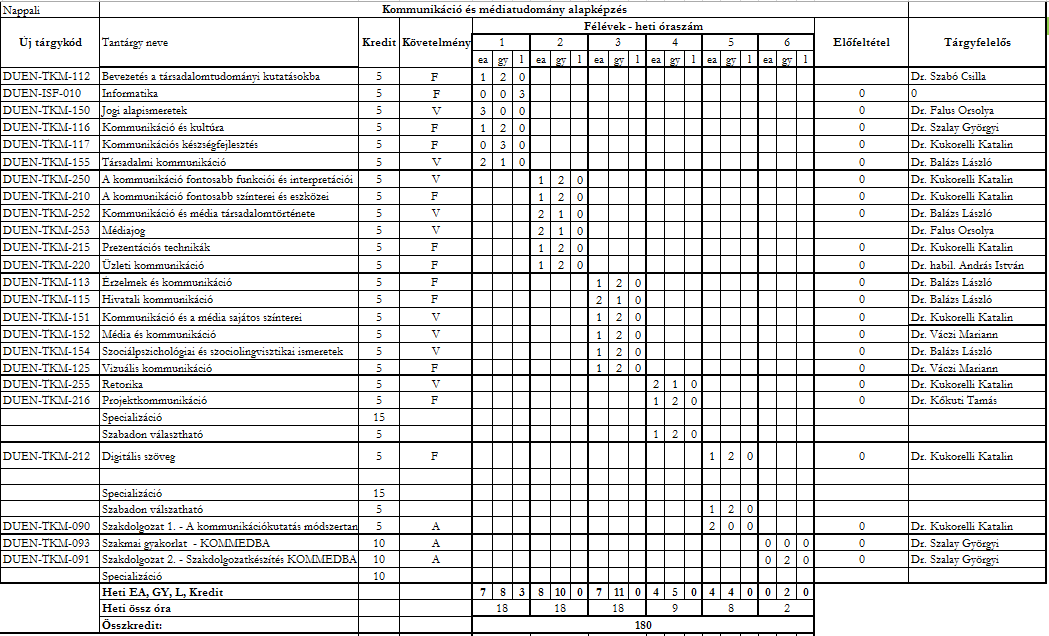 Nappali Kommunikáció és médiatudomány alapképzés
Félévek - heti óraszám
Új tárgykód Tantárgy neve Kredit Követelmény 1 2 3 4 5 6 Előfeltétel Tárgyfelelős
ea gy l ea gy l ea gy l ea gy l ea gy l ea gy l
DUEN-TKM-112 Bevezetés a társadalomtudományi kutatásokba 5 F 1 2 0 Dr. Szabó Csilla
DUEN-ISF-010 Informatika 5 F 0 0 3 0 0
DUEN-TKM-150 Jogi alapismeretek 5 V 3 0 0 0 Dr. Falus Orsolya
DUEN-TKM-116 Kommunikáció és kultúra 5 F 1 2 0 0 Dr. Szalay Györgyi
DUEN-TKM-117 Kommunikációs készségfejlesztés 5 F 0 3 0 0 Dr. Kukorelli Katalin
DUEN-TKM-155 Társadalmi kommunikáció 5 V 2 1 0 0 Dr. Balázs László
DUEN-TKM-250 A kommunikáció fontosabb funkciói és interpretációi 5 V 1 2 0 0 Dr. Kukorelli Katalin
DUEN-TKM-210 A kommunikáció fontosabb színterei és eszközei 5 F 1 2 0 0 Dr. Kukorelli Katalin
DUEN-TKM-252 Kommunikáció és média társadalomtörténete 5 V 2 1 0 0 Dr. Balázs László
DUEN-TKM-253 Médiajog 5 V 2 1 0 Dr. Falus Orsolya
DUEN-TKM-215 Prezentációs technikák 5 F 1 2 0 0 Dr. Kukorelli Katalin
DUEN-TKM-220 Üzleti kommunikáció 5 F 1 2 0 0 Dr. habil. András István
DUEN-TKM-113 Érzelmek és kommunikáció 5 F 1 2 0 0 Dr. Balázs László
DUEN-TKM-115 Hivatali kommunikáció 5 F 2 1 0 0 Dr. Balázs László
DUEN-TKM-151 Kommunikáció és a média sajátos színterei 5 V 1 2 0 0 Dr. Kukorelli Katalin
DUEN-TKM-152 Média és kommunikáció 5 V 1 2 0 0 Dr. Váczi Mariann
DUEN-TKM-154 Szociálpszichológiai és szociolingvisztikai ismeretek 5 V 1 2 0 0 Dr. Balázs László
DUEN-TKM-125 Vizuális kommunikáció 5 F 1 2 0 0 Dr. Váczi Mariann
DUEN-TKM-255 Retorika 5 V 2 1 0 0 Dr. Kukorelli Katalin
DUEN-TKM-216 Projektkommunikáció 5 F 1 2 0 0 Dr. Kőkuti Tamás
Specializáció 15
Szabadon választható 5 1 2 0
DUEN-TKM-212 Digitális szöveg 5 F 1 2 0 0 Dr. Kukorelli Katalin
Specializáció 15
Szabadon válszatható 5 1 2 0
DUEN-TKM-090 Szakdolgozat 1. - A kommunikációkutatás módszertan 5 A 2 0 0 0 Dr. Kukorelli Katalin
DUEN-TKM-093 Szakmai gyakorlat - KOMMEDBA 10 A 0 0 0 0 Dr. Szalay Györgyi
DUEN-TKM-091 Szakdolgozat 2. - Szakdolgozatkészítés KOMMEDBA 10 A 0 2 0 0 Dr. Szalay Györgyi
Specializáció 10
Heti EA, GY, L, Kredit 7 8 3 8 10 0 7 11 0 4 5 0 4 4 0 0 2 0
Heti össz óra 18 18 18 9 8 2
Összkredit: 180